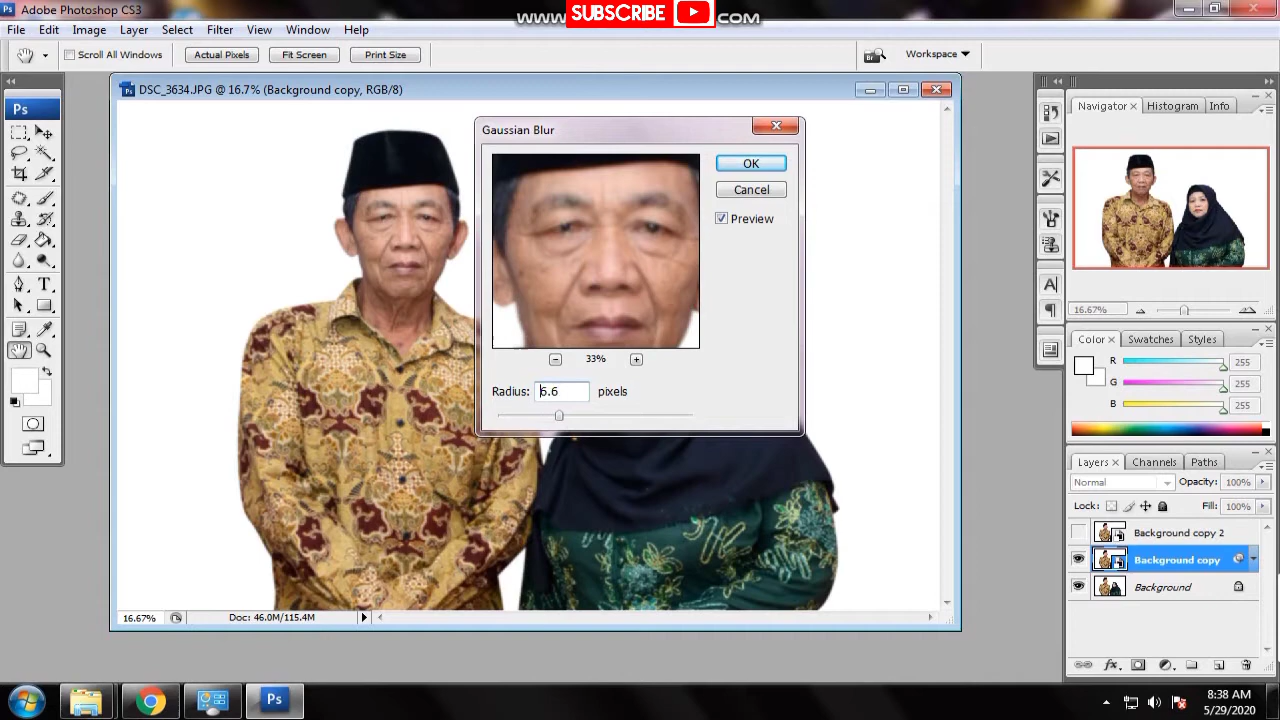 Adobe Photoshop CS3
www.
SUBSCRIBE
COM
File Edit Image Layer Select Filter View Window Help
Scroll All Windows Actual Pixels Fit Screen Print Size Workspace
DSC_3634.JPG @ 16.7% (Background copy, RGB/8)
Gaussian Blur
OK
Cancel
Preview
33%
Radius: 6.6 pixels
16.67% Doc: 46.0M/115.4M
Ps
Navigator Histogram Info
16.67%
Color Swatches Styles
R 255
G 255
B 255
Layers Channels Paths
Normal Opacity: 100%
Lock: Fill: 100%
Background copy 2
Background copy
Background
8:38 AM
5/29/2020